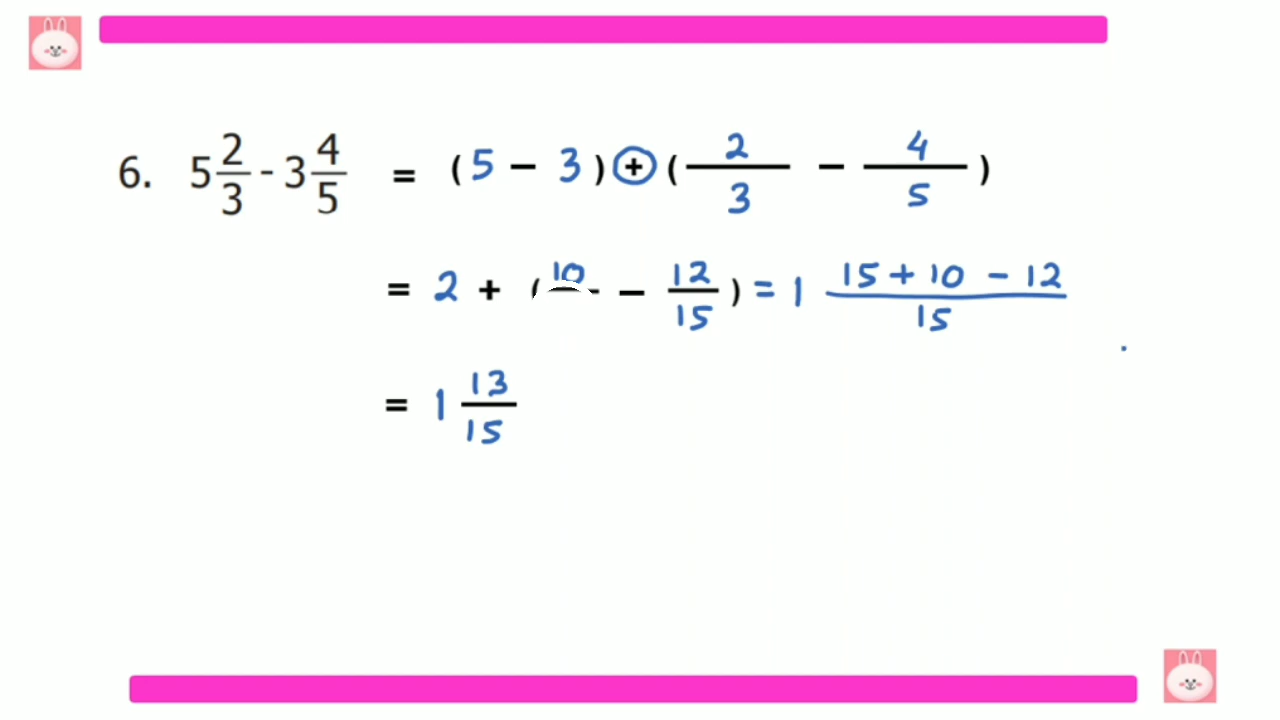 6. 5 2/3 - 3 4/5 = (5 - 3) + (2/3 - 4/5)
= 2 + (10 - 12/15) = 1 15+10-12/15
= 1 13/15